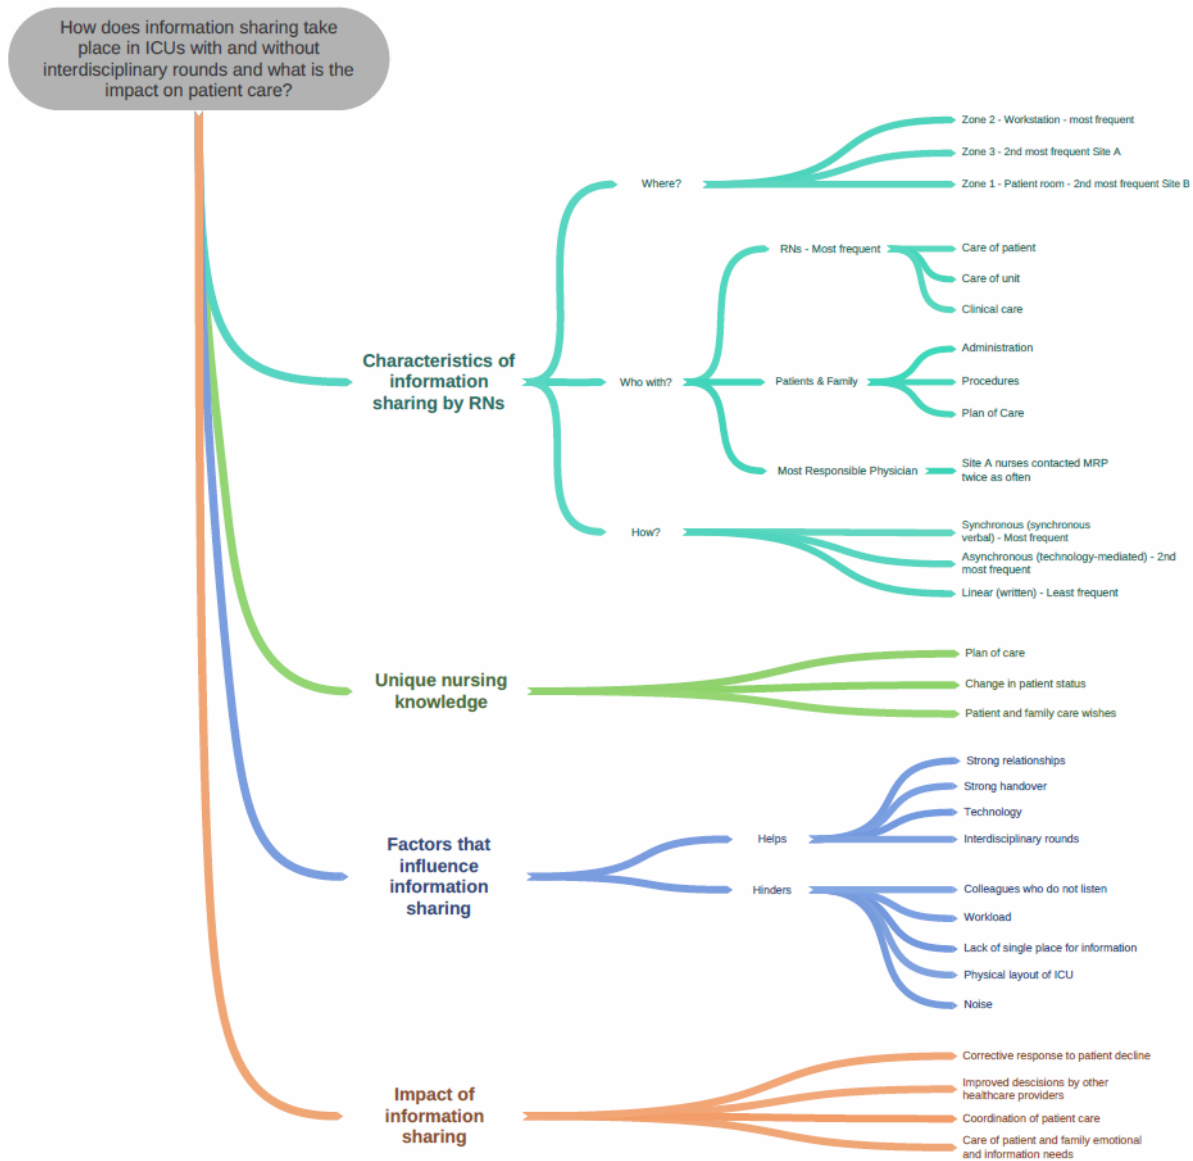 How does information sharing take
place in ICUs with and without
interdisciplinary rounds and what is the
impact on patient care?
Characteristics of
information
sharing by RNs
Where?
Zone 2 - Workstation - most frequent
Zone 3 - 2nd most frequent Site A
Zone 1 - Patient room - 2nd most frequent Site B
Who with?
RNs - Most frequent
Care of patient
Care of unit
Clinical care
Patients & Family
Administration
Procedures
Plan of Care
Most Responsible Physician
Site A nurses contacted MRP
twice as often
How?
Synchronous (synchronous
verbal) - Most frequent
Asynchronous (technology-mediated) - 2nd
most frequent
Linear (written) - Least frequent
Unique nursing
knowledge
Plan of care
Change in patient status
Patient and family care wishes
Factors that
influence
information
sharing
Helps
Strong relationships
Strong handover
Technology
Interdisciplinary rounds
Hinders
Colleagues who do not listen
Workload
Lack of single place for information
Physical layout of ICU
Noise
Impact of
information
sharing
Corrective response to patient decline
Improved descisions by other
healthcare providers
Coordination of patient care
Care of patient and family emotional
and information needs